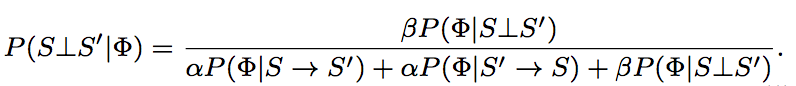 P(S⊥S′|Φ) = βP(Φ|S⊥S′) / αP(Φ|S → S′) + αP(Φ|S′ → S) + βP(Φ|S⊥S′) .